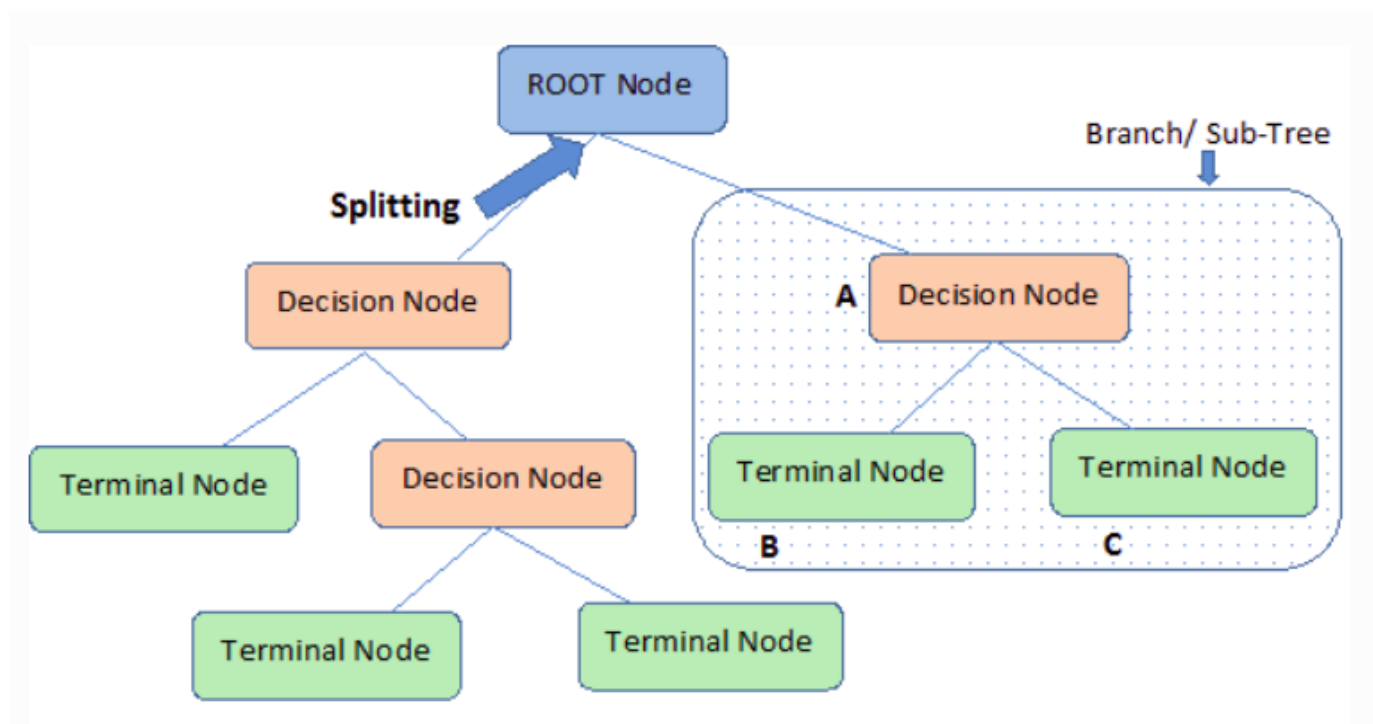 ROOT Node
Branch/ Sub-Tree
Splitting
Decision Node
A
Decision Node
Terminal Node
Decision Node
Terminal Node
Terminal Node
B
C
Terminal Node
Terminal Node